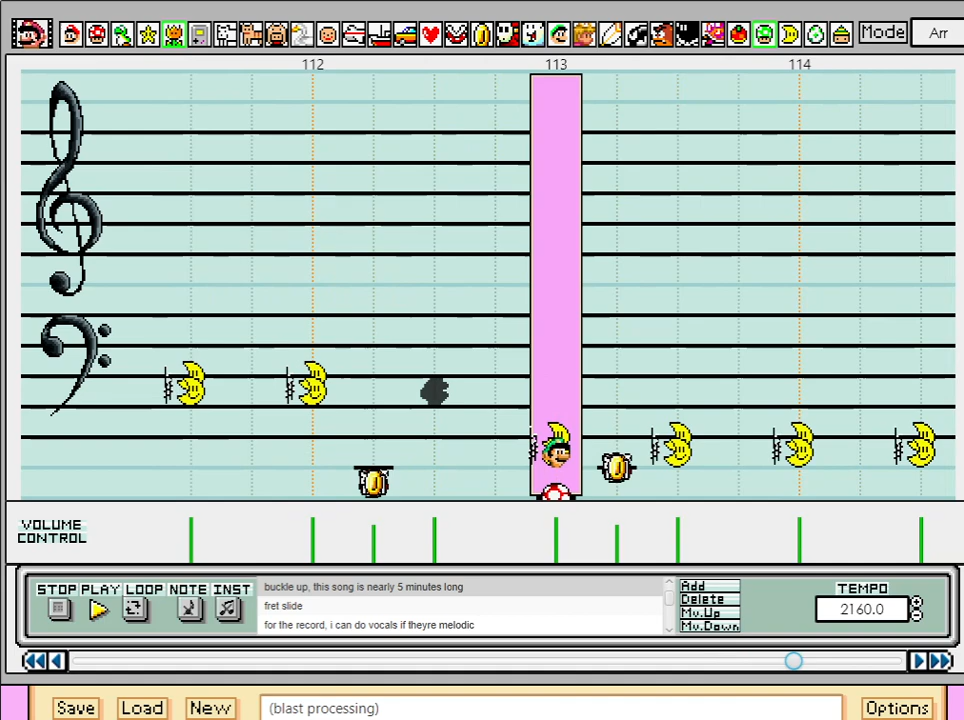 Mode Arr
112 113 114
VOLUME
CONTROL
STOP PLAY LOOP NOTE INST
buckle up, this song is nearly 5 minutes long
fret slide
for the record, i can do vocals if theyre melodic
Add
Delete
Mv.Up
Mv.Down
TEMPO
2160.0
Save Load New (blast processing) Options